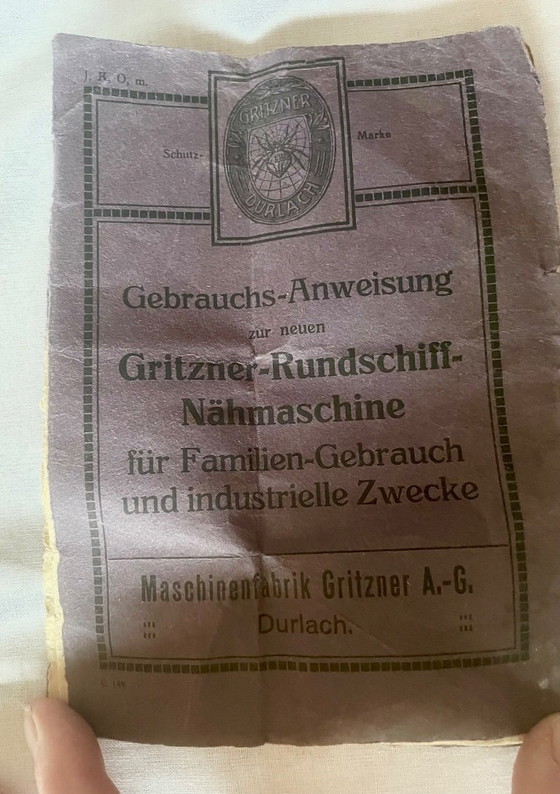 J. K. O, m.
GRITZNER
Schutz- Marke
DURLACH
Gebrauchs-Anweisung
zur neuen
Gritzner-Rundschiff-
Nähmaschine
für Familien-Gebrauch
und industrielle Zwecke
Maschinenfabrik Gritzner A.-G.
Durlach.